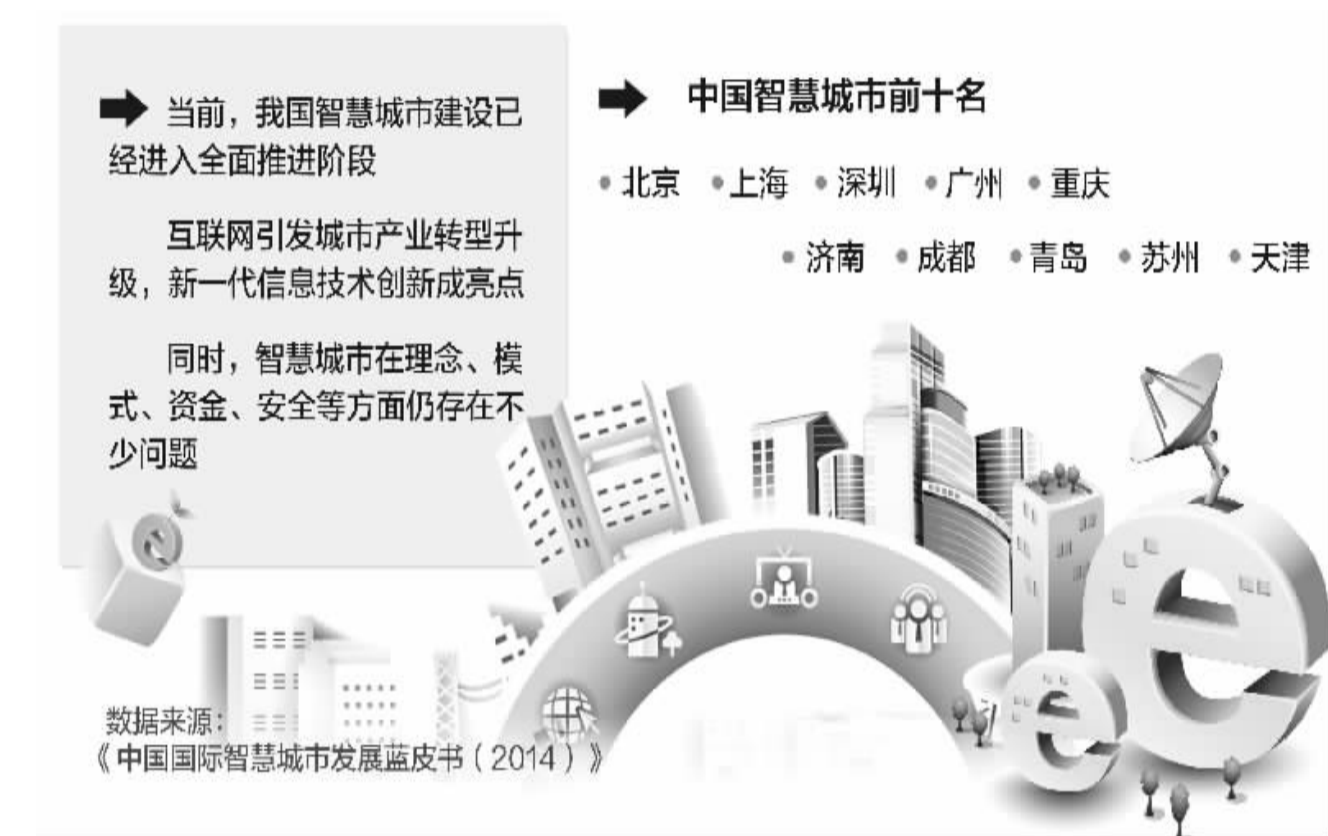 当前，我国智慧城市建设已
经进入全面推进阶段
互联网引发城市产业转型升
级，新一代信息技术创新成亮点
同时，智慧城市在理念、模
式、资金、安全等方面仍存在不
少问题
中国智慧城市前十名
北京 上海 深圳 广州 重庆
济南 成都 青岛 苏州 天津
数据来源：
《中国国际智慧城市发展蓝皮书（2014）》